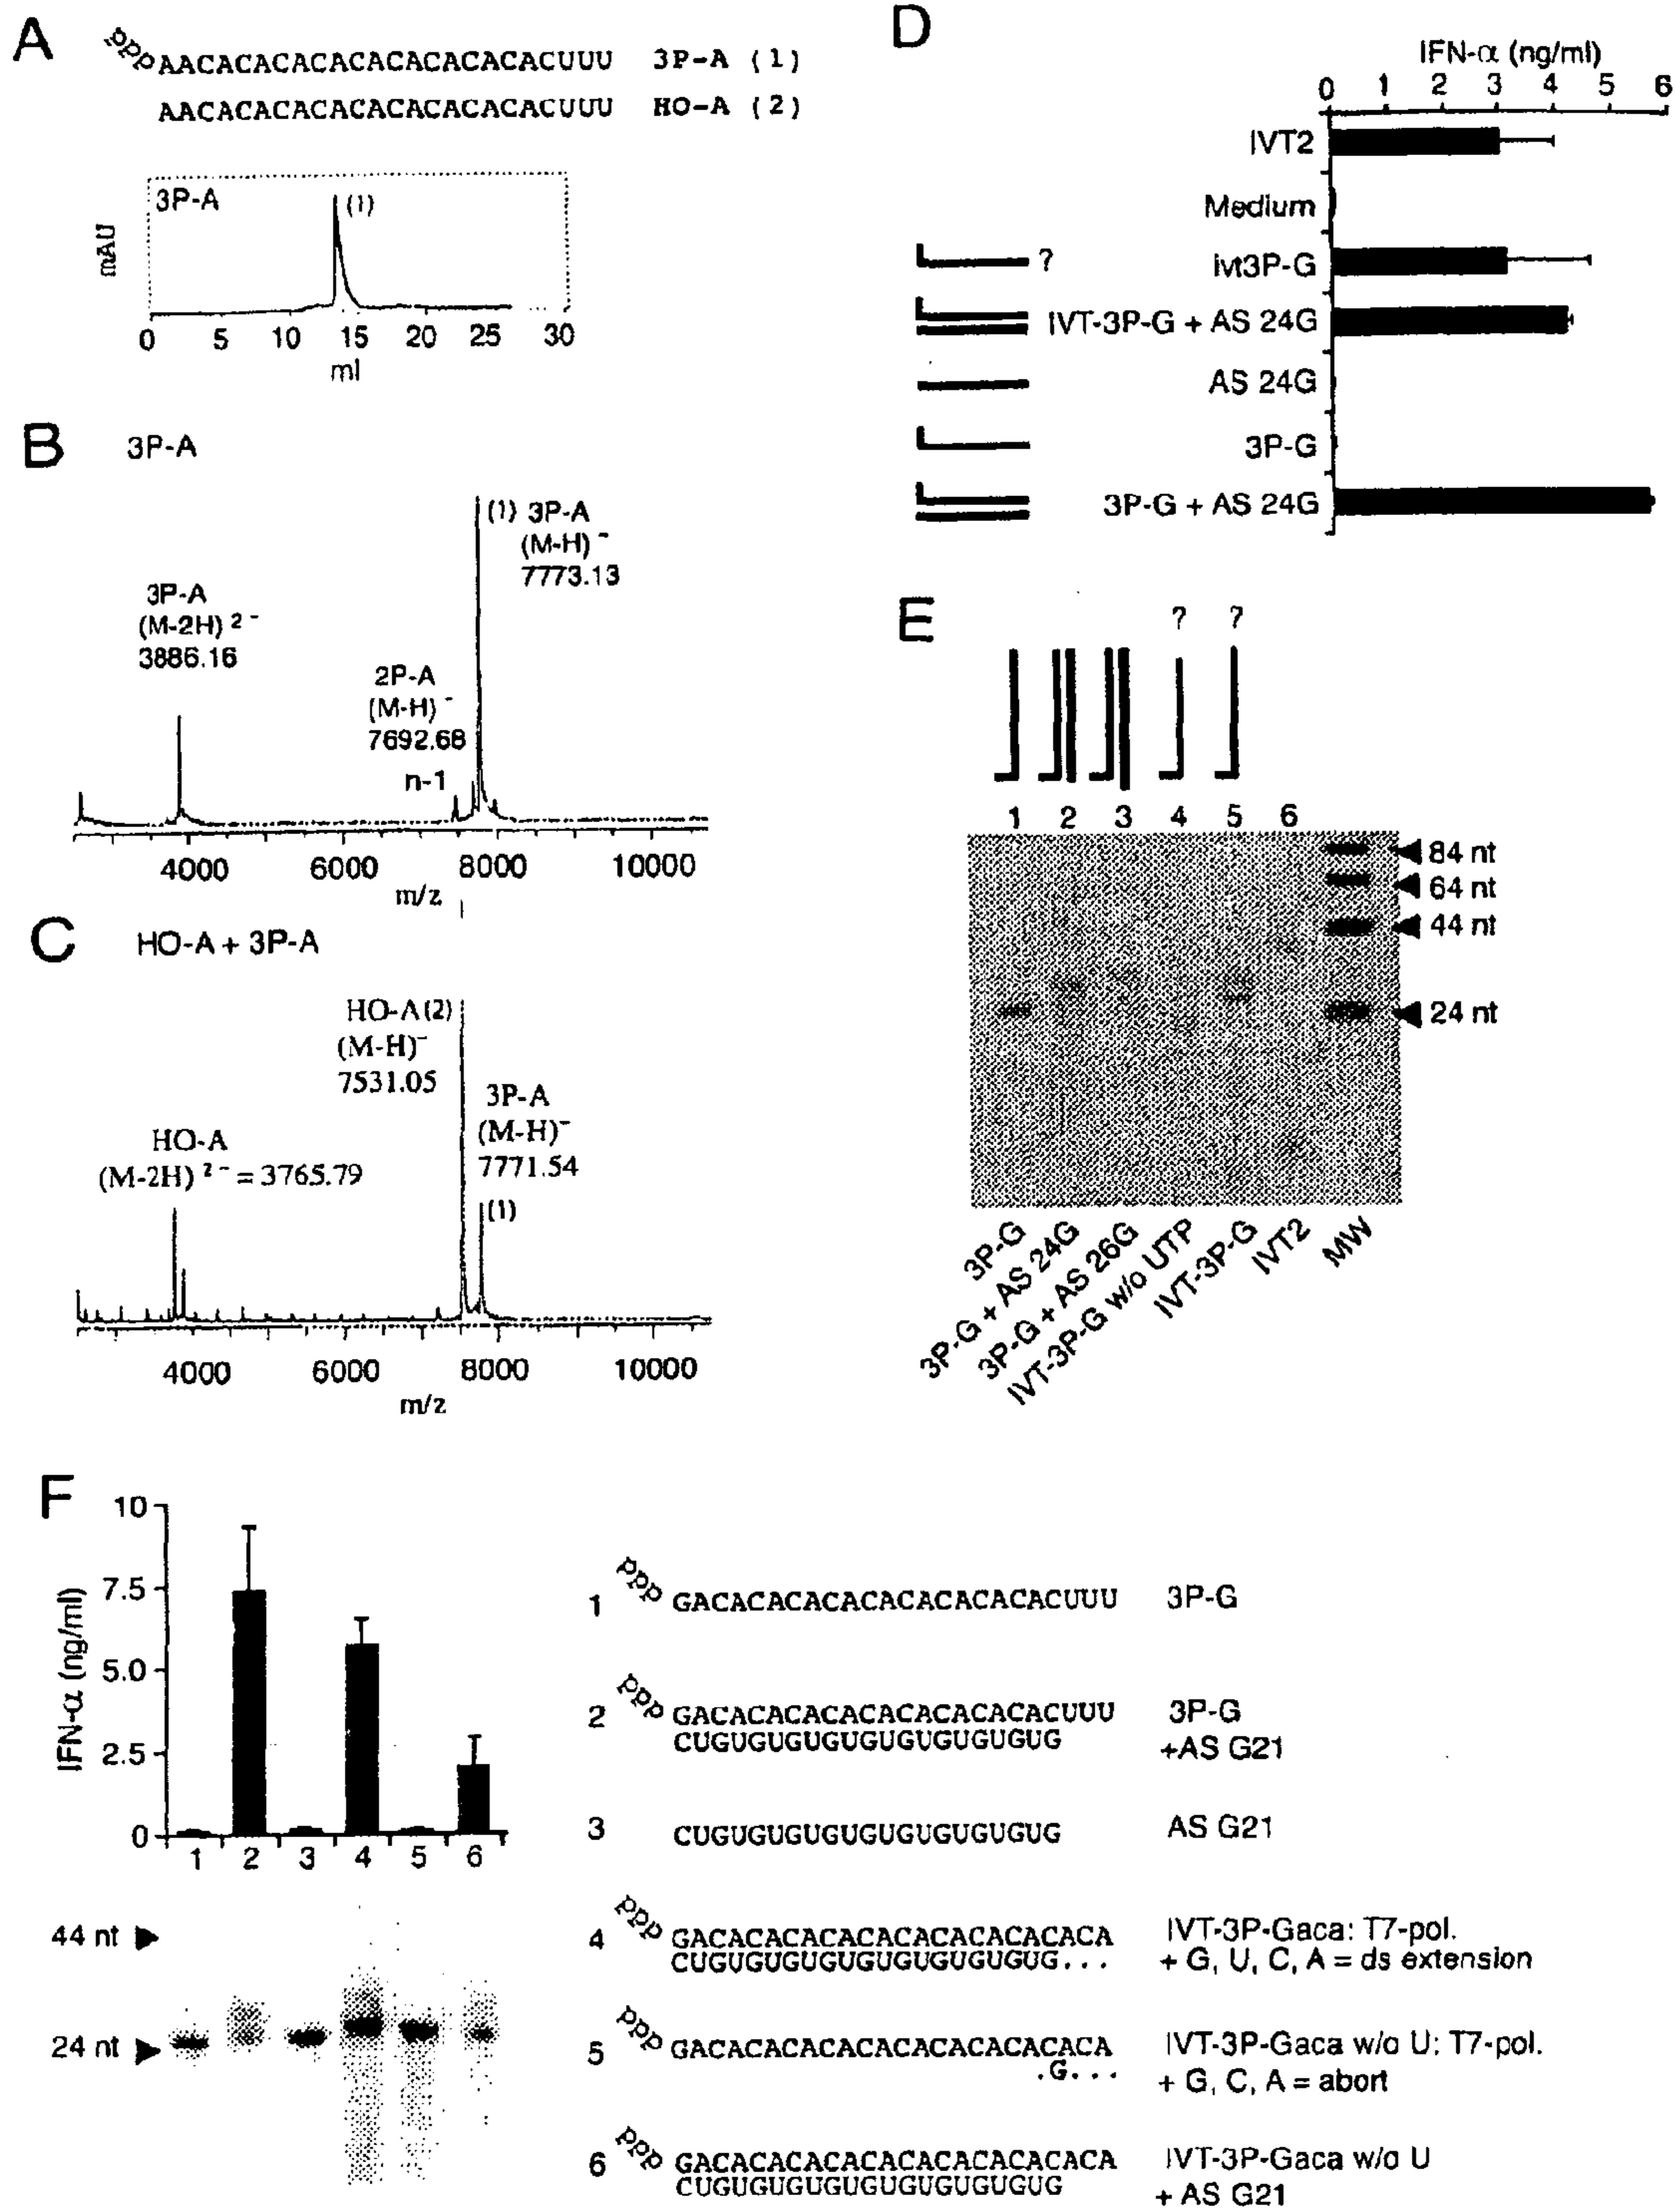 A
pppAACACACACACACACACACACUUU 3P-A (1)
AACACACACACACACACACACUUU HO-A (2)
3P-A
(1)
mAU
0 5 10 15 20 25 30
ml
B
3P-A
(1) 3P-A
(M-H)⁻
7773.13
3P-A
(M-2H)²⁻
3886.16
2P-A
(M-H)⁻
7692.68
n-1
4000 6000 8000 10000
m/z
C
HO-A + 3P-A
HO-A(2)
(M-H)⁻
7531.05
3P-A
(M-H)⁻
7771.54
(1)
HO-A
(M-2H)²⁻ = 3765.79
4000 6000 8000 10000
m/z
D
IFN-α (ng/ml)
0 1 2 3 4 5 6
IVT2
Medium
? ivt3P-G
IVT-3P-G + AS 24G
AS 24G
3P-G
3P-G + AS 24G
E
? ?
1 2 3 4 5 6
84 nt
64 nt
44 nt
24 nt
3P-G
3P-G + AS 24G
3P-G + AS 26G
IVT-3P-G w/o UTP
IVT-3P-G
IVT2
MW
F
IFN-α (ng/ml)
10
7.5
5.0
2.5
0
1 2 3 4 5 6
44 nt
24 nt
1 pppGACACACACACACACACACACUUU 3P-G
2 pppGACACACACACACACACACACUUU 3P-G
CUGUGUGUGUGUGUGUGUGUG +AS G21
3 CUGUGUGUGUGUGUGUGUGUG AS G21
4 pppGACACACACACACACACACACACA IVT-3P-Gaca: T7-pol.
CUGUGUGUGUGUGUGUGUGUG... + G, U, C, A = ds extension
5 pppGACACACACACACACACACACACA IVT-3P-Gaca w/o U: T7-pol.
.G... + G, C, A = abort
6 pppGACACACACACACACACACACACA IVT-3P-Gaca w/o U
CUGUGUGUGUGUGUGUGUGUG + AS G21